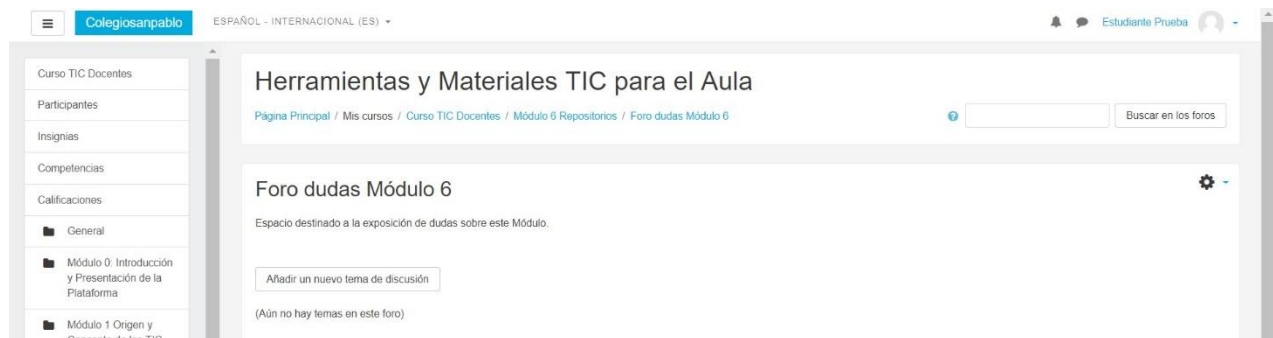 Colegiosanpablo
ESPAÑOL - INTERNACIONAL (ES)
Estudiante Prueba
Curso TIC Docentes
Participantes
Insignias
Competencias
Calificaciones
General
Módulo 0: Introducción
y Presentación de la
Plataforma
Módulo 1 Origen y
Herramientas y Materiales TIC para el Aula
Página Principal / Mis cursos / Curso TIC Docentes / Módulo 6 Repositorios / Foro dudas Módulo 6
Buscar en los foros
Foro dudas Módulo 6
Espacio destinado a la exposición de dudas sobre este Módulo.
Añadir un nuevo tema de discusión
(Aún no hay temas en este foro)